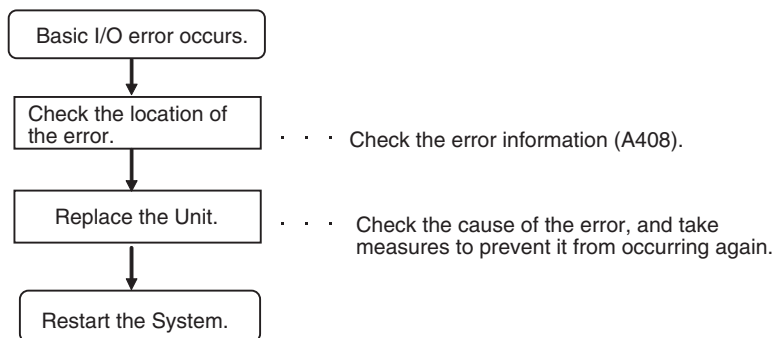 Basic I/O error occurs.
Check the location of
the error.
· · · Check the error information (A408).
Replace the Unit.
· · · Check the cause of the error, and take
measures to prevent it from occurring again.
Restart the System.